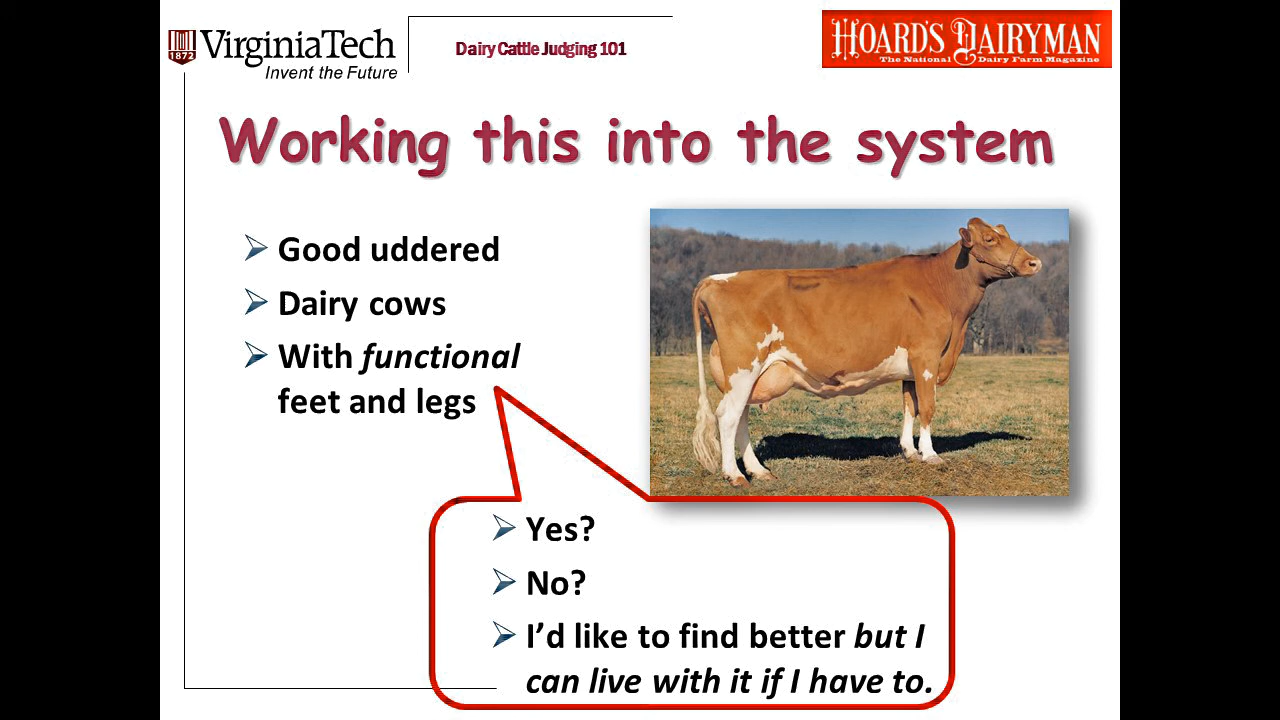 VirginiaTech
1872
Invent the Future
Dairy Cattle Judging 101
HOARD'S DAIRYMAN
The National Dairy Farm Magazine
Working this into the system
Good uddered
Dairy cows
With functional
feet and legs
Yes?
No?
I'd like to find better but I
can live with it if I have to.